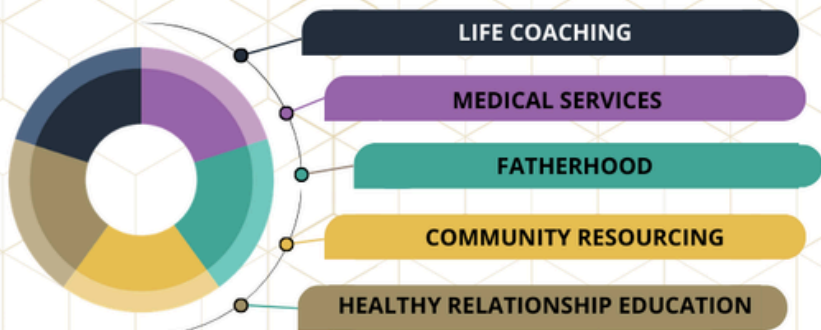 LIFE COACHING
MEDICAL SERVICES
FATHERHOOD
COMMUNITY RESOURCING
HEALTHY RELATIONSHIP EDUCATION